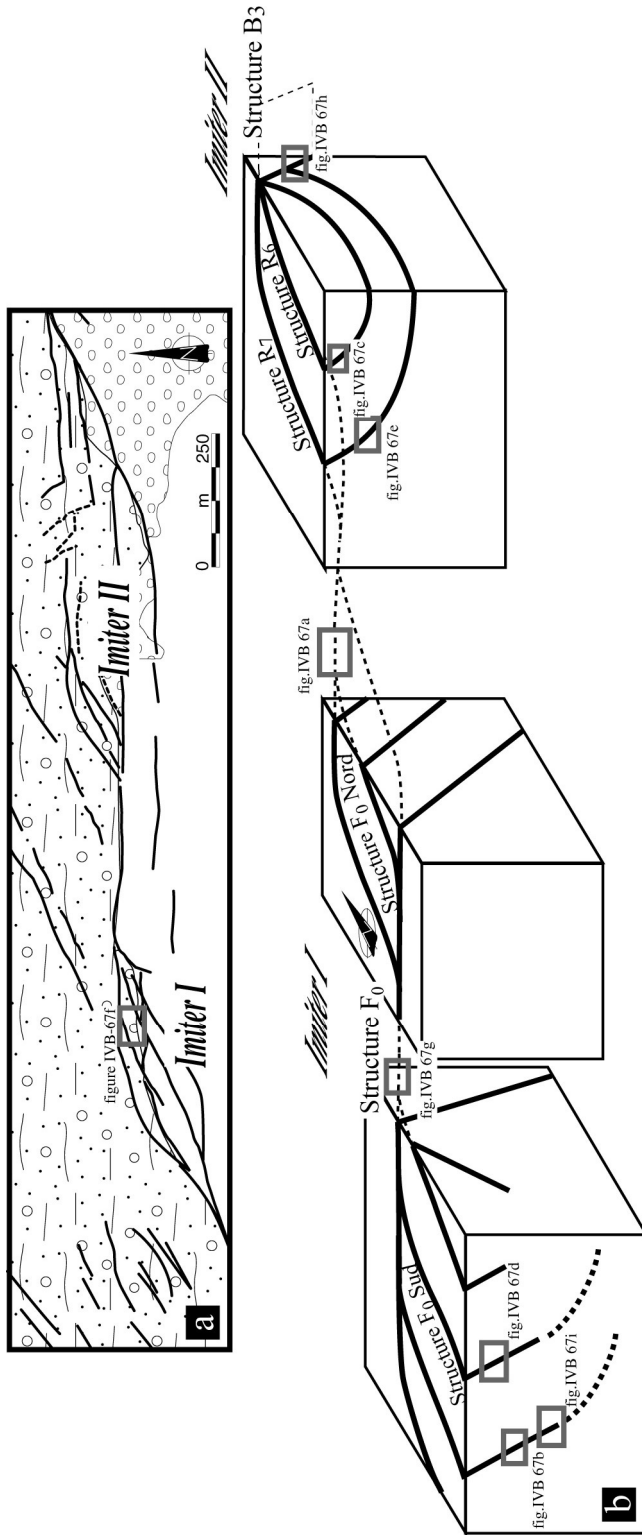 a
figure IVB-67f
Imiter I
Imiter II
N
0 m 250
b
Imiter I
Imiter II
Structure F0 Sud
Structure F0
Structure F0 Nord
Structure R7
Structure R6
Structure B3
fig.IVB 67b
fig.IVB 67i
fig.IVB 67d
fig.IVB 67g
fig.IVB 67a
fig.IVB 67e
fig.IVB 67c
fig.IVB 67h